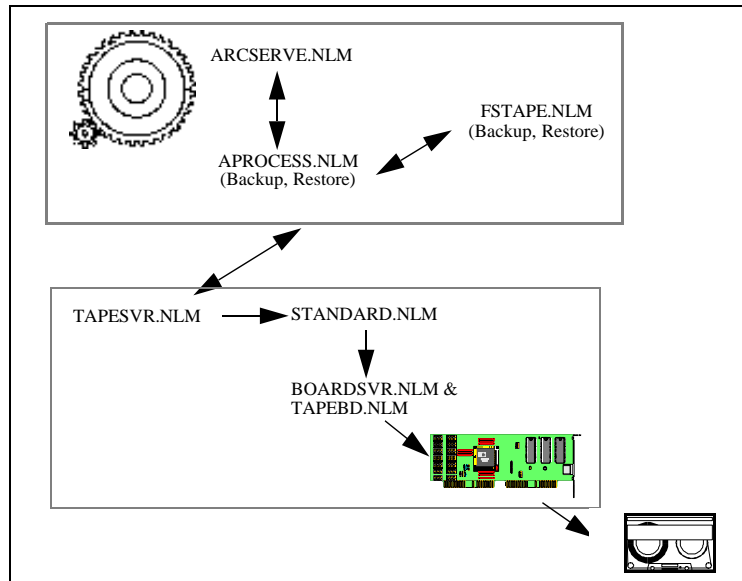 ARCSERVE.NLM
FSTAPE.NLM
(Backup, Restore)
APROCESS.NLM
(Backup, Restore)
TAPESVR.NLM
STANDARD.NLM
BOARDSVR.NLM &
TAPEBD.NLM